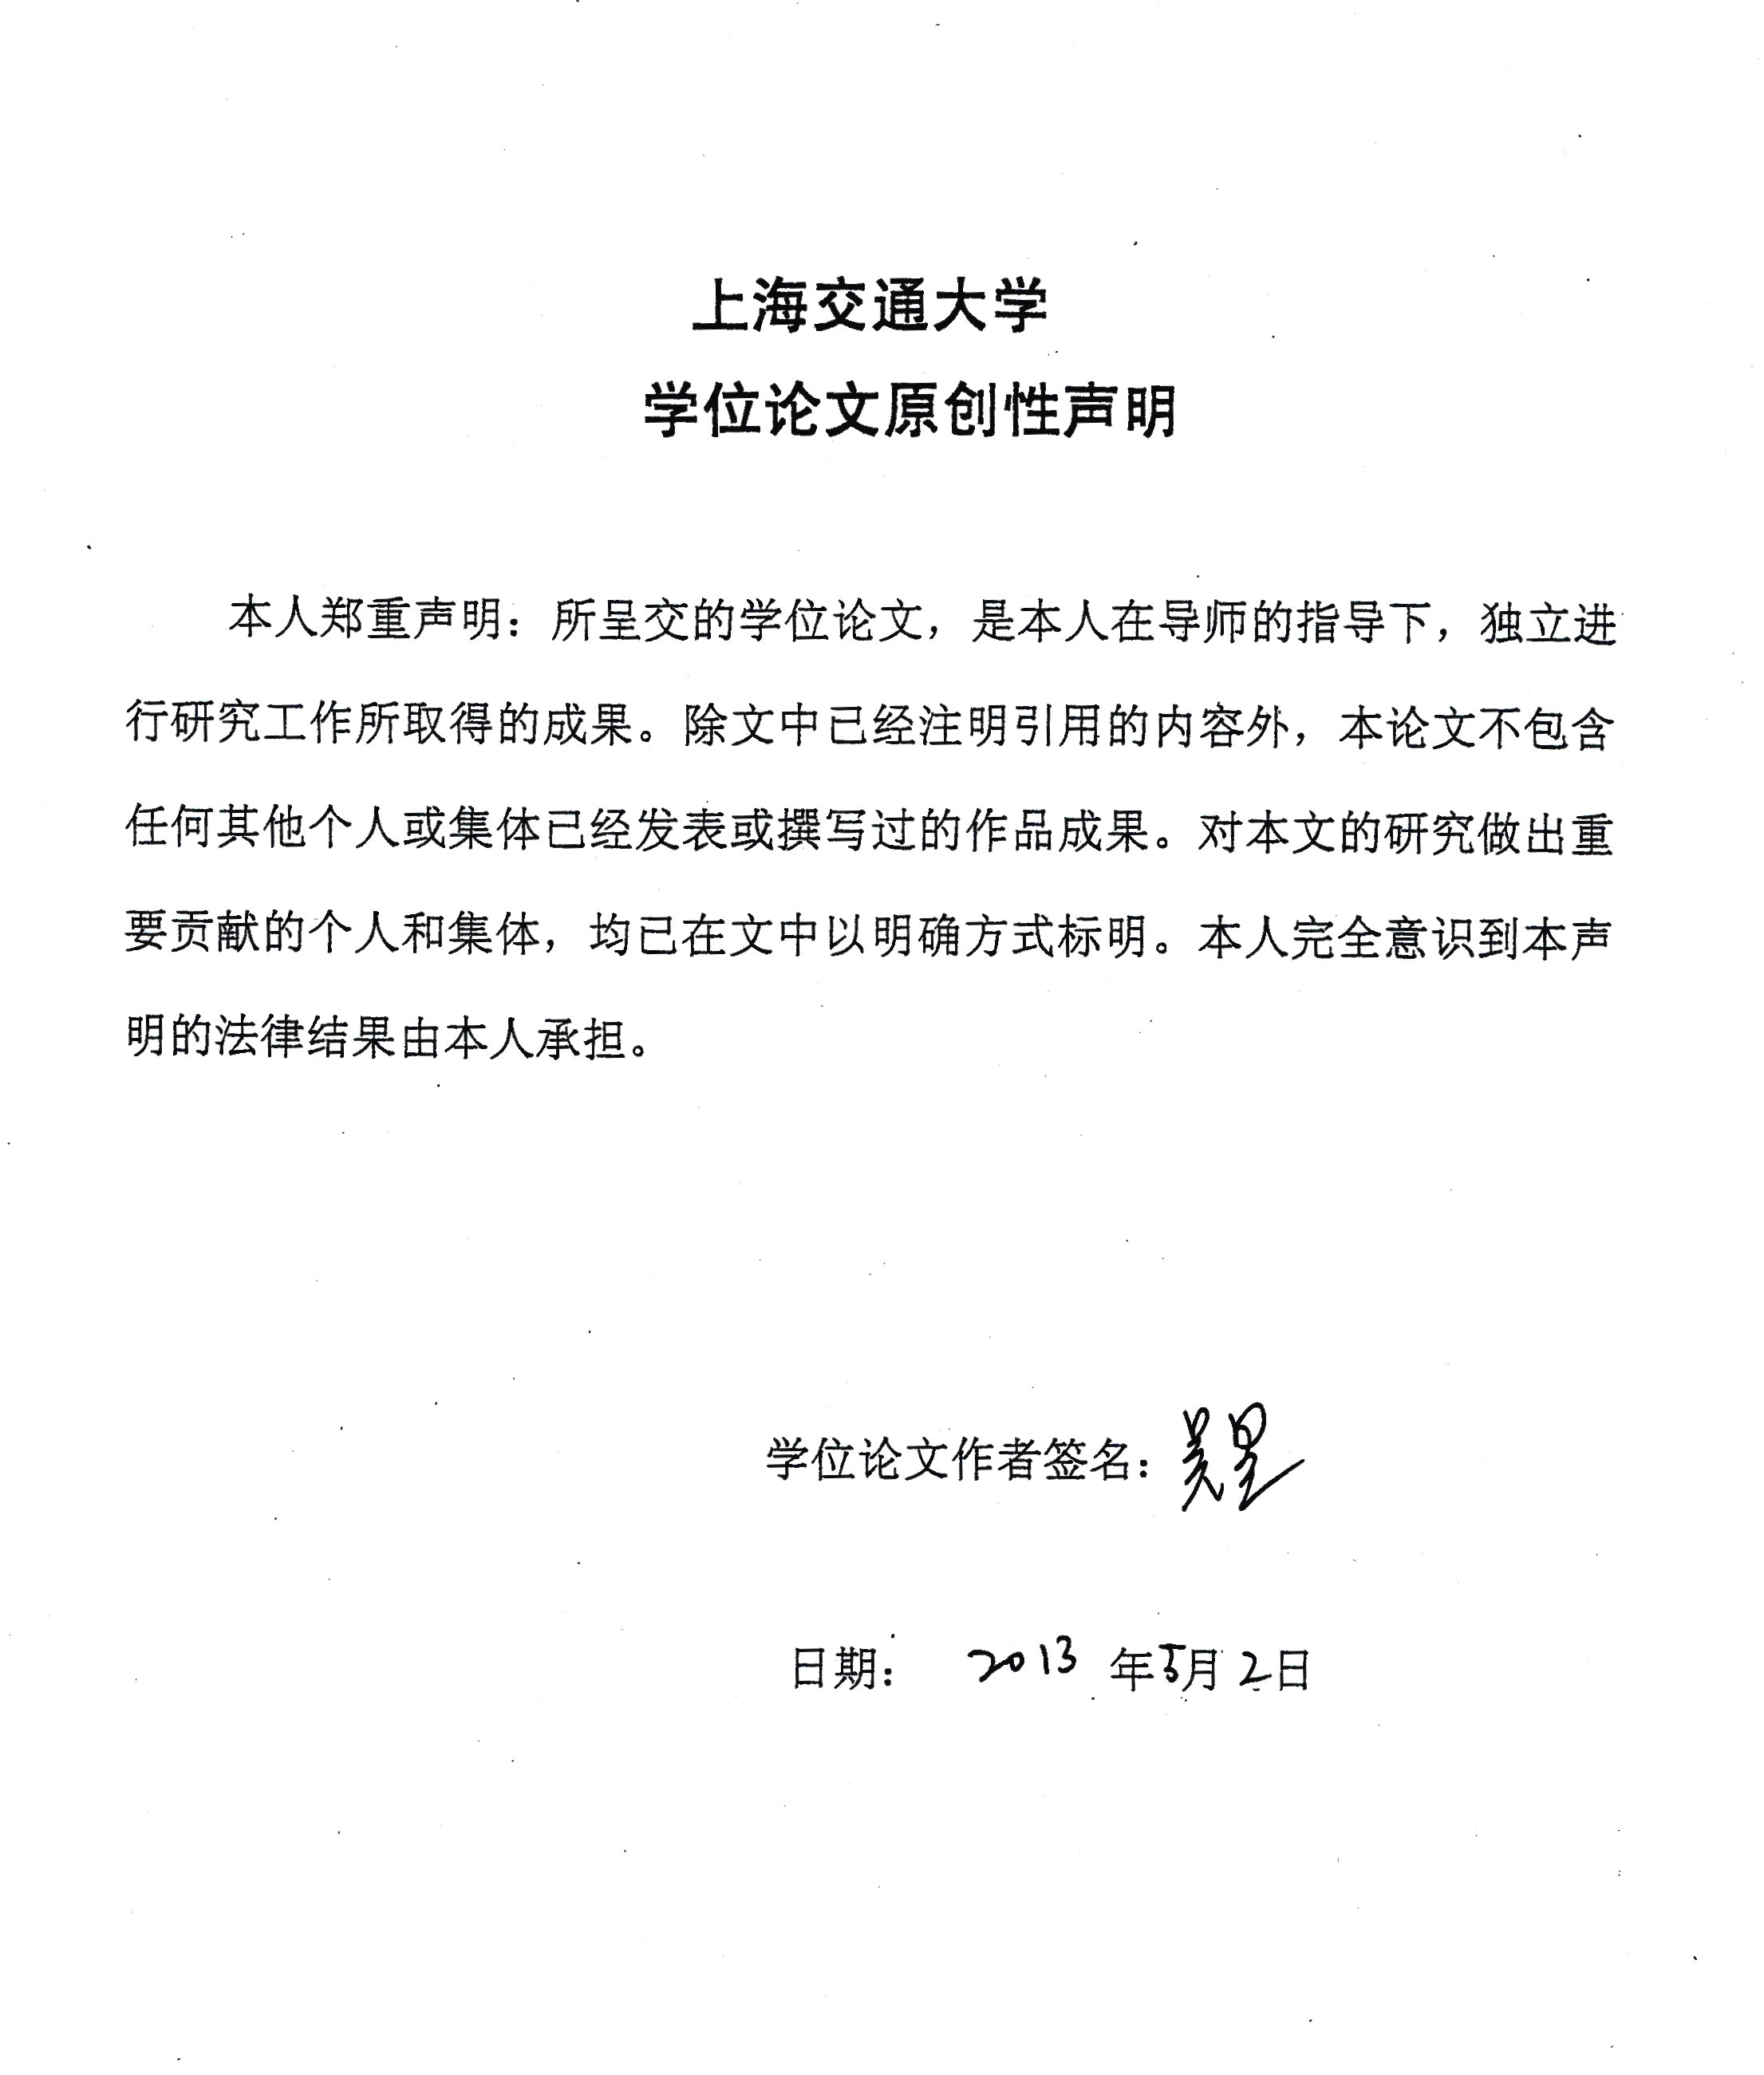 上海交通大学
学位论文原创性声明
本人郑重声明：所呈交的学位论文，是本人在导师的指导下，独立进
行研究工作所取得的成果。除文中已经注明引用的内容外，本论文不包含
任何其他个人或集体已经发表或撰写过的作品成果。对本文的研究做出重
要贡献的个人和集体，均已在文中以明确方式标明。本人完全意识到本声
明的法律结果由本人承担。
学位论文作者签名：吴昊
日期： 2013 年5月2日